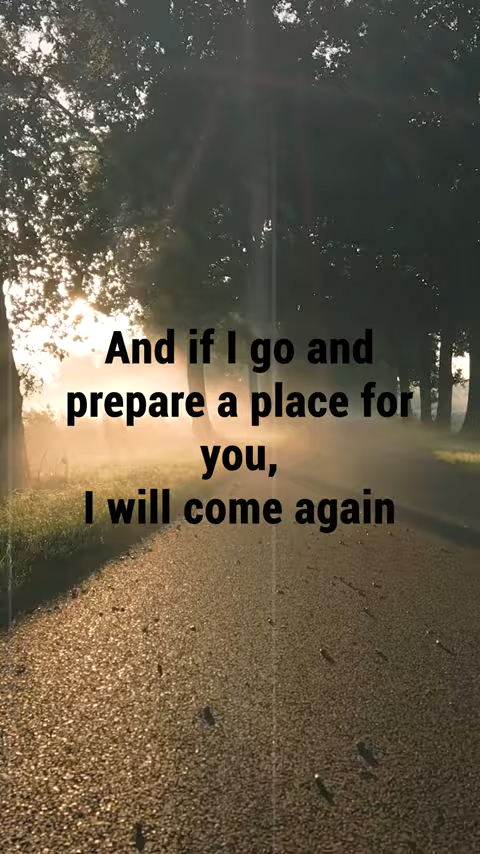 And if I go and
prepare a place for
you,
I will come again